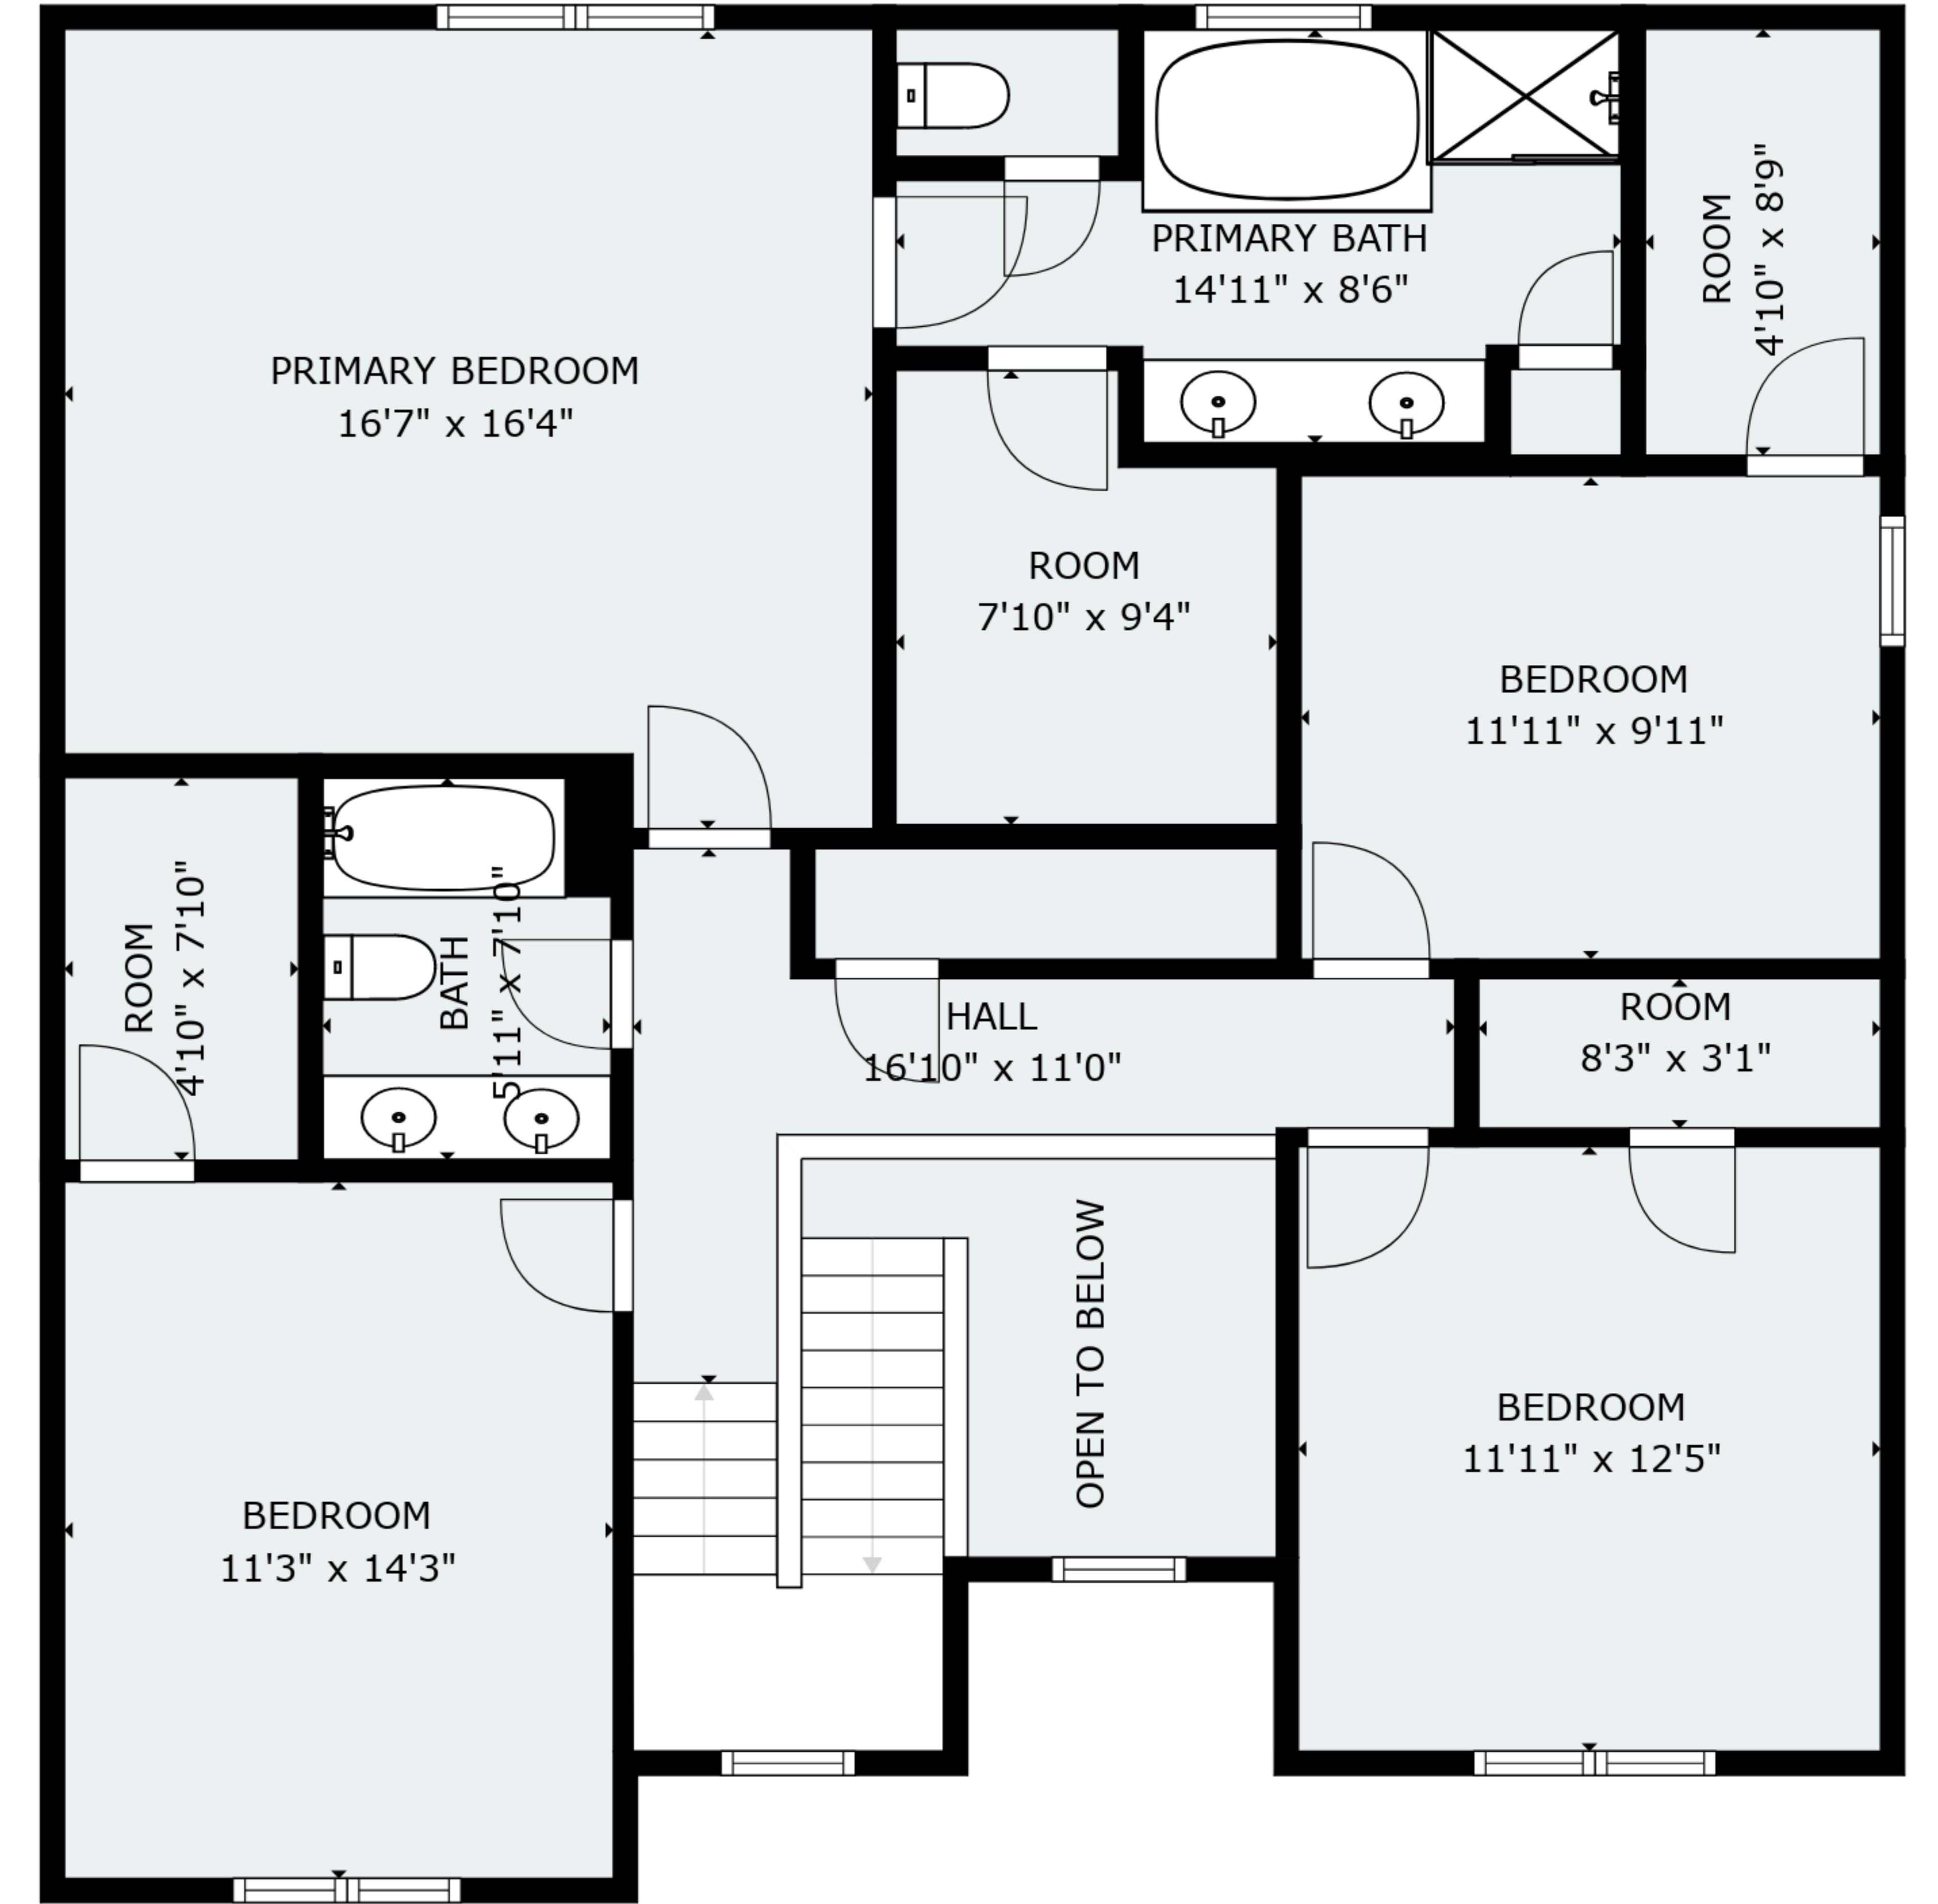 PRIMARY BATH
14'11" x 8'6"
ROOM
4'10" x 8'9"
PRIMARY BEDROOM
16'7" x 16'4"
ROOM
7'10" x 9'4"
BEDROOM
11'11" x 9'11"
ROOM
4'10" x 7'10"
BATH
5'11" x 7'10"
HALL
16'10" x 11'0"
ROOM
8'3" x 3'1"
OPEN TO BELOW
BEDROOM
11'11" x 12'5"
BEDROOM
11'3" x 14'3"